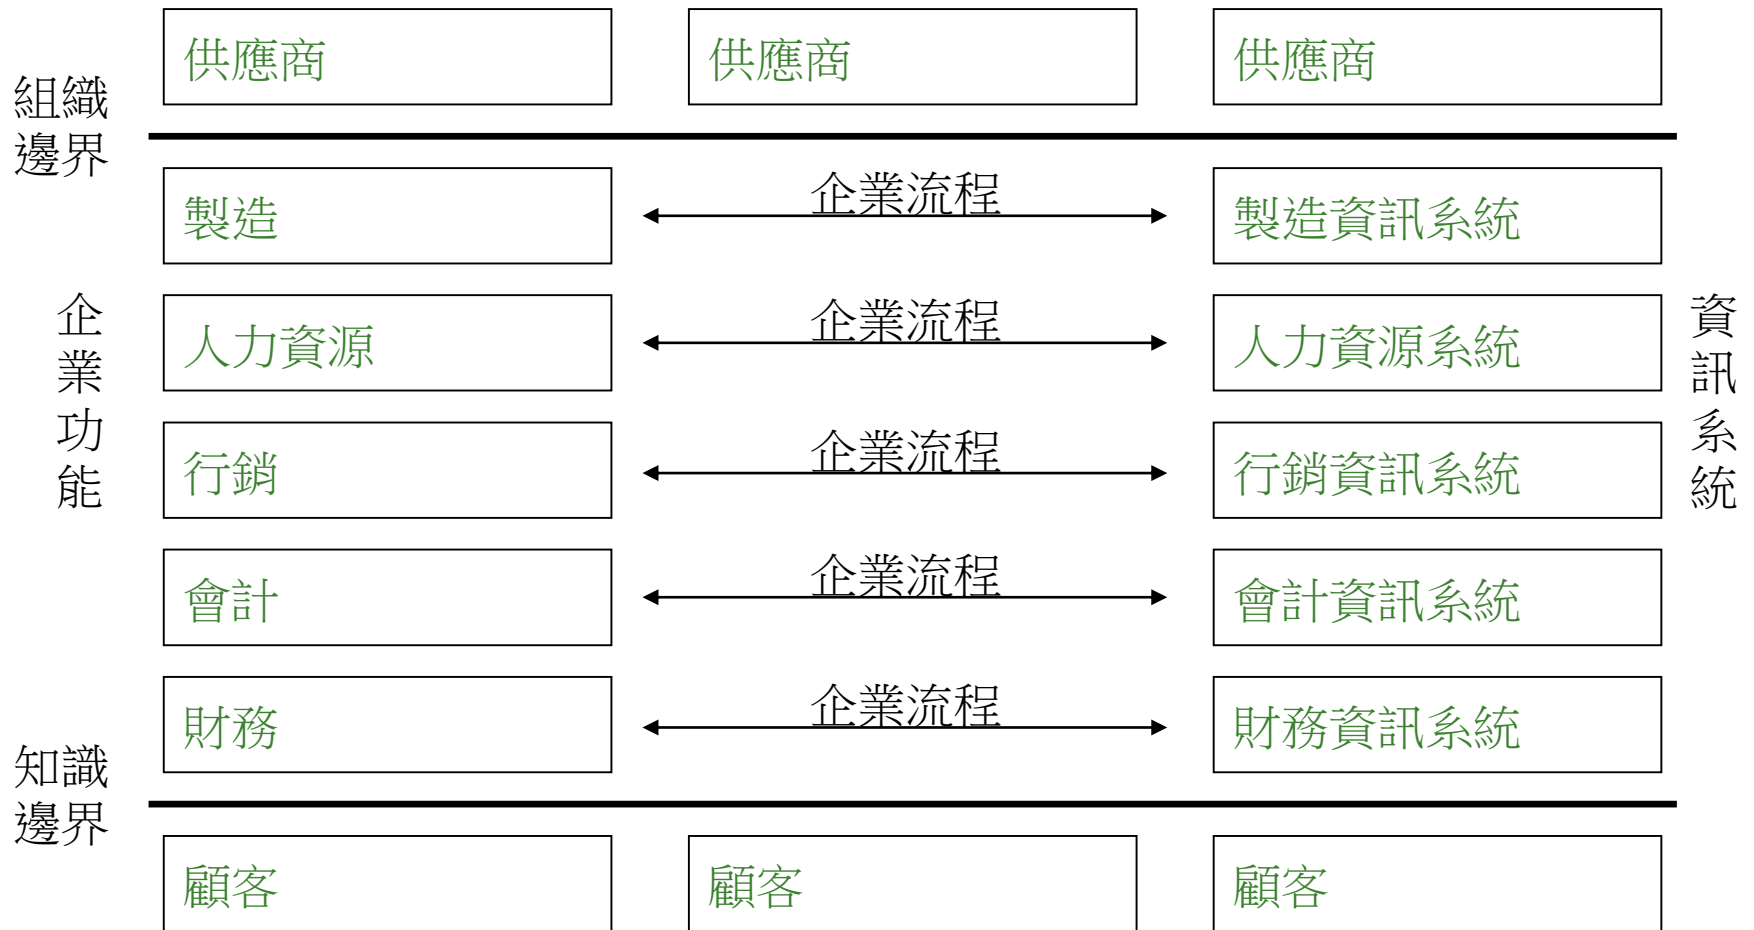 供應商
供應商
供應商
組織
邊界
製造
企業流程
製造資訊系統
企
業
功
能
人力資源
企業流程
人力資源系統
資
訊
系
統
行銷
企業流程
行銷資訊系統
會計
企業流程
會計資訊系統
財務
企業流程
財務資訊系統
知識
邊界
顧客
顧客
顧客